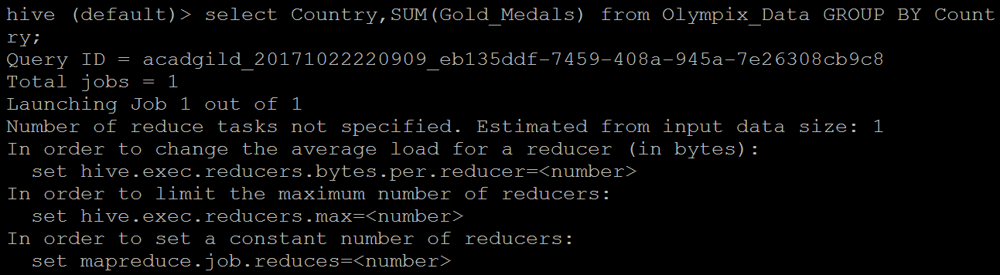 hive (default)> select Country,SUM(Gold_Medals) from Olympix_Data GROUP BY Count
ry;
Query ID = acadgild_20171022220909_eb135ddf-7459-408a-945a-7e26308cb9c8
Total jobs = 1
Launching Job 1 out of 1
Number of reduce tasks not specified. Estimated from input data size: 1
In order to change the average load for a reducer (in bytes):
  set hive.exec.reducers.bytes.per.reducer=<number>
In order to limit the maximum number of reducers:
  set hive.exec.reducers.max=<number>
In order to set a constant number of reducers:
  set mapreduce.job.reduces=<number>